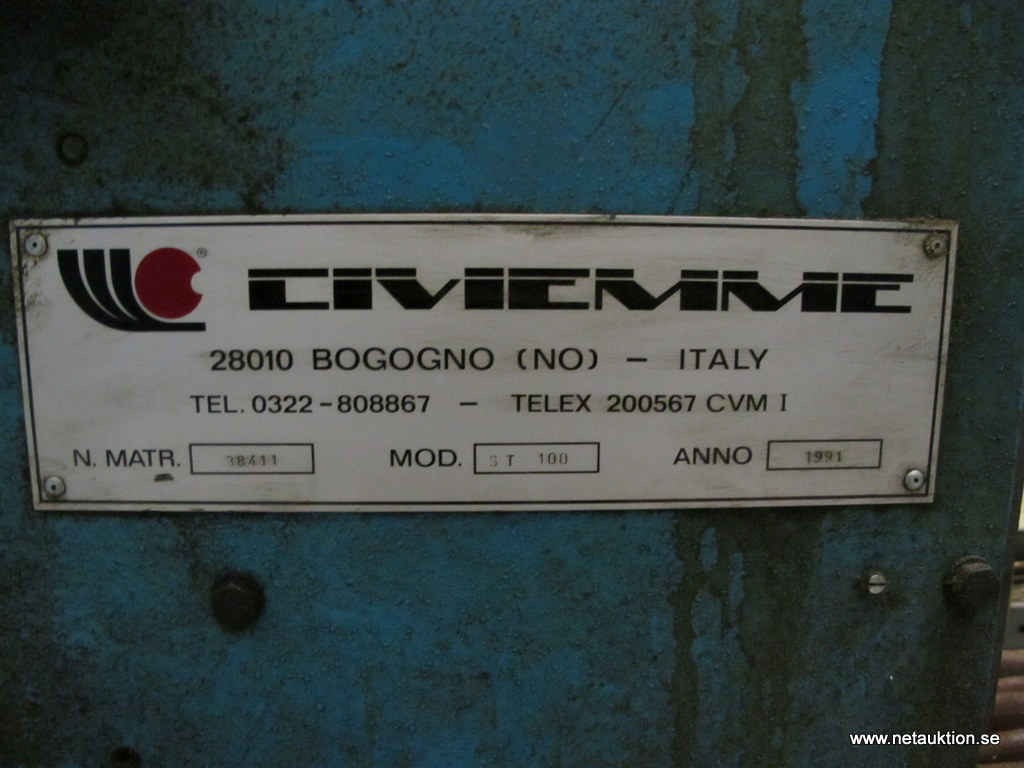 ® CIVIEMME
28010 BOGOGNO (NO) – ITALY
TEL. 0322-808867 – TELEX 200567 CVM I
N. MATR. 38411 MOD. ST 100 ANNO 1991
www.netauktion.se